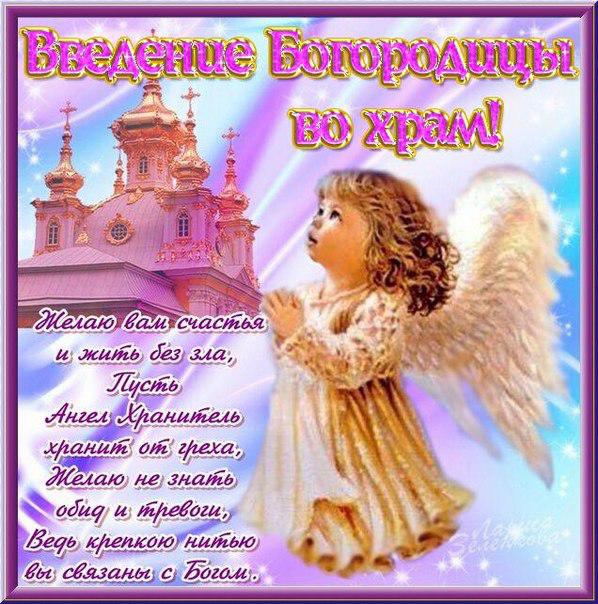 Введение Богородицы
во храм!
Желаю вам счастья
и жить без зла,
Пусть
Ангел Хранитель
хранит от греха,
Желаю не знать
обид и тревоги,
Ведь крепкою нитью
вы связаны с Богом.
Лариса
Зеленкова